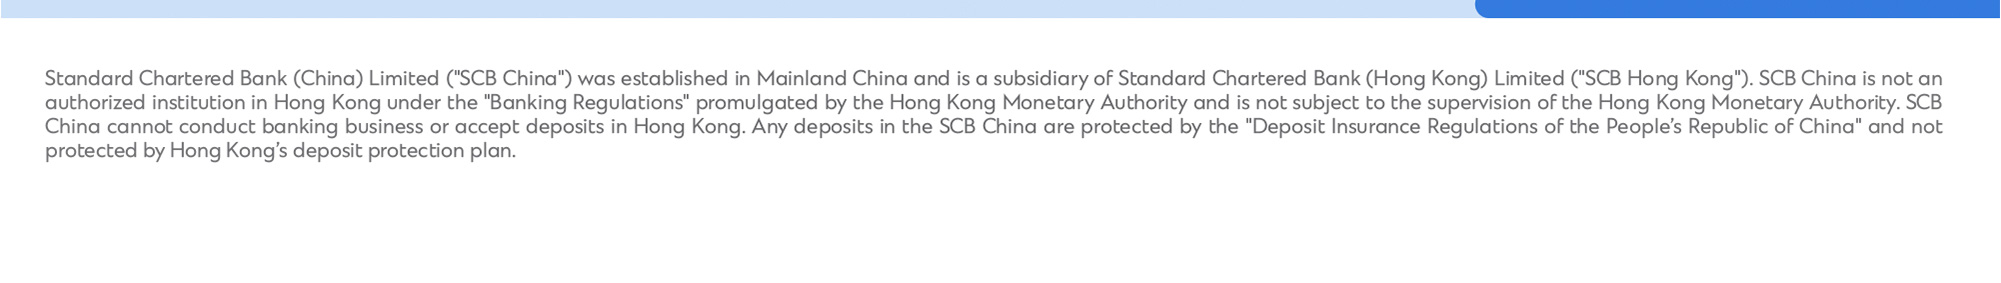 Standard Chartered Bank (China) Limited ("SCB China") was established in Mainland China and is a subsidiary of Standard Chartered Bank (Hong Kong) Limited ("SCB Hong Kong"). SCB China is not an
authorized institution in Hong Kong under the "Banking Regulations" promulgated by the Hong Kong Monetary Authority and is not subject to the supervision of the Hong Kong Monetary Authority. SCB
China cannot conduct banking business or accept deposits in Hong Kong. Any deposits in the SCB China are protected by the "Deposit Insurance Regulations of the People’s Republic of China" and not
protected by Hong Kong’s deposit protection plan.